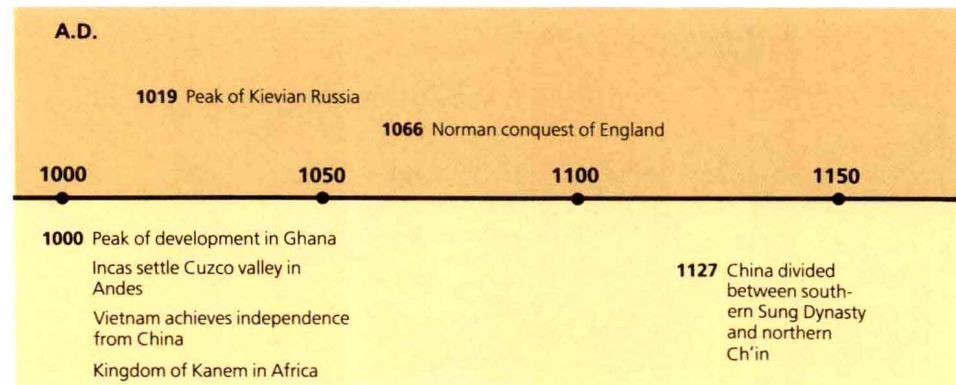 A.D.
1019 Peak of Kievian Russia
1066 Norman conquest of England
1000 1050 1100 1150
1000 Peak of development in Ghana
Incas settle Cuzco valley in
Andes
Vietnam achieves independence
from China
Kingdom of Kanem in Africa
1127 China divided
between south-
ern Sung Dynasty
and northern
Ch'in